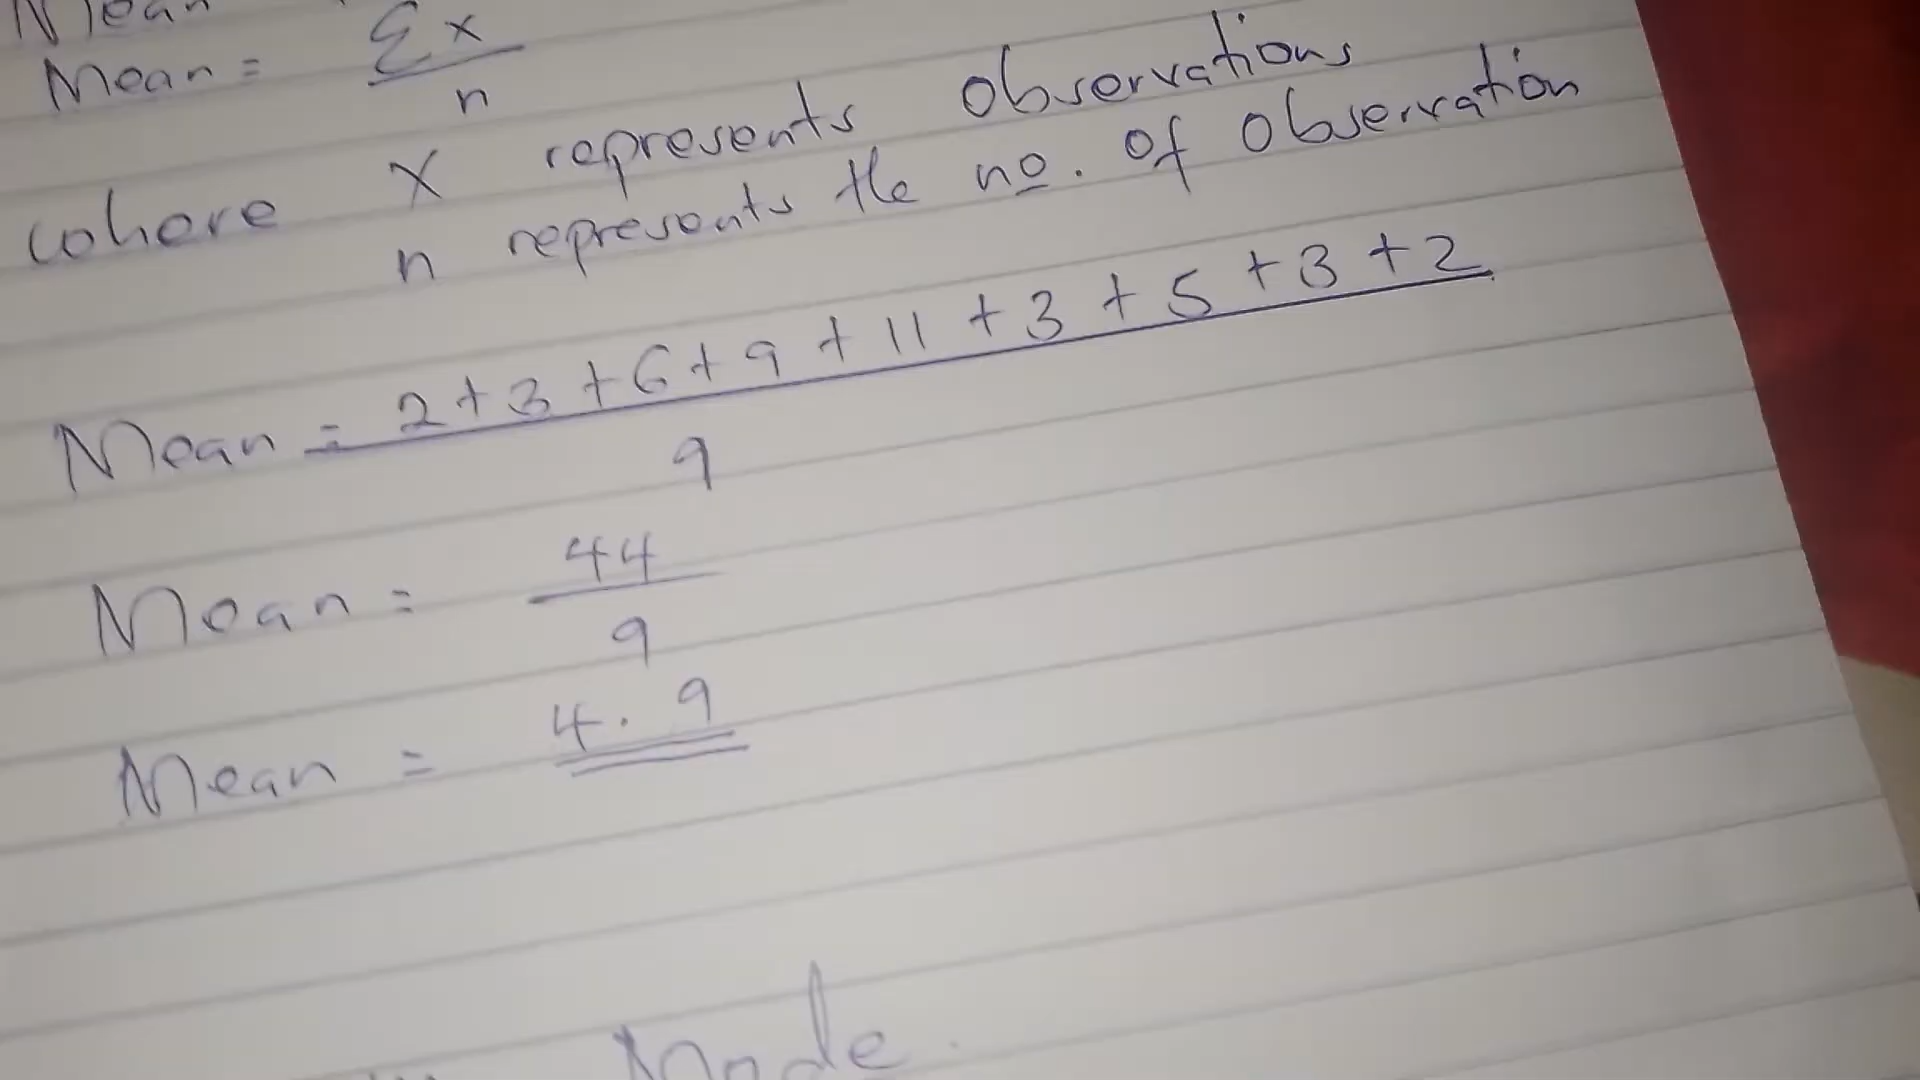 Mean
Mean = Σx
n
where x represents observations
n represents the no. of observation
Mean = 2+3+6+9+11+3+5+3+2
9
Mean = 44
9
Mean = 4.9
Mode